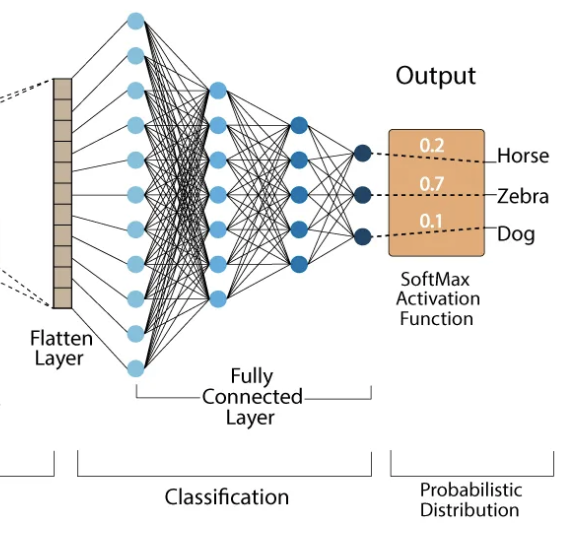 Output
0.2
Horse
0.7
Zebra
0.1
Dog
SoftMax
Activation
Function
Flatten
Layer
Fully
Connected
Layer
Classification
Probabilistic
Distribution